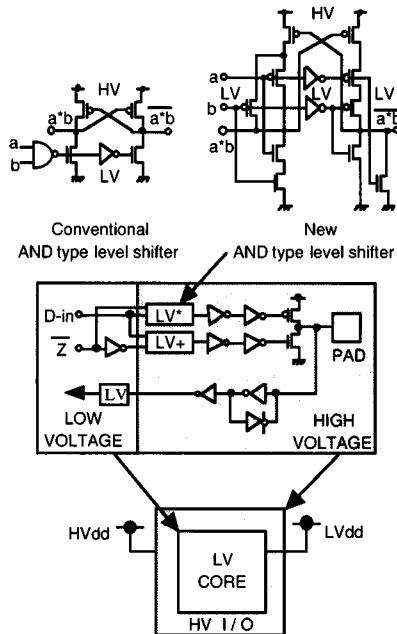 HV
HV
a*b
a*b
a
b
LV
a
b
a*b
LV
LV
LV
LV
a*b
Conventional
AND type level shifter
New
AND type level shifter
D-in
Z
LV*
LV+
PAD
LV
LOW
VOLTAGE
HIGH
VOLTAGE
HVdd
LVdd
LV
CORE
HV I/O